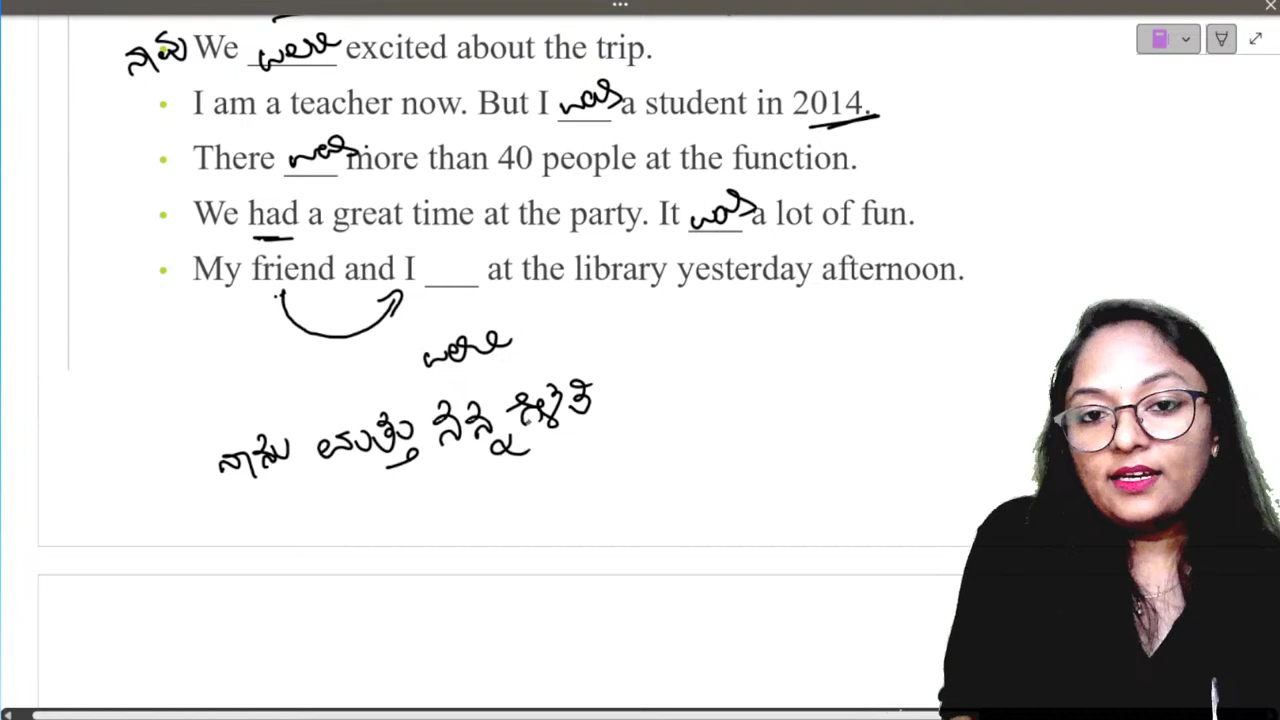 ನಾವು We were excited about the trip.
I am a teacher now. But I was a student in 2014.
There was more than 40 people at the function.
We had a great time at the party. It was a lot of fun.
My friend and I ___ at the library yesterday afternoon.
were
ನಾನು ಮತ್ತು ನನ್ನ ಗೆಳತಿ